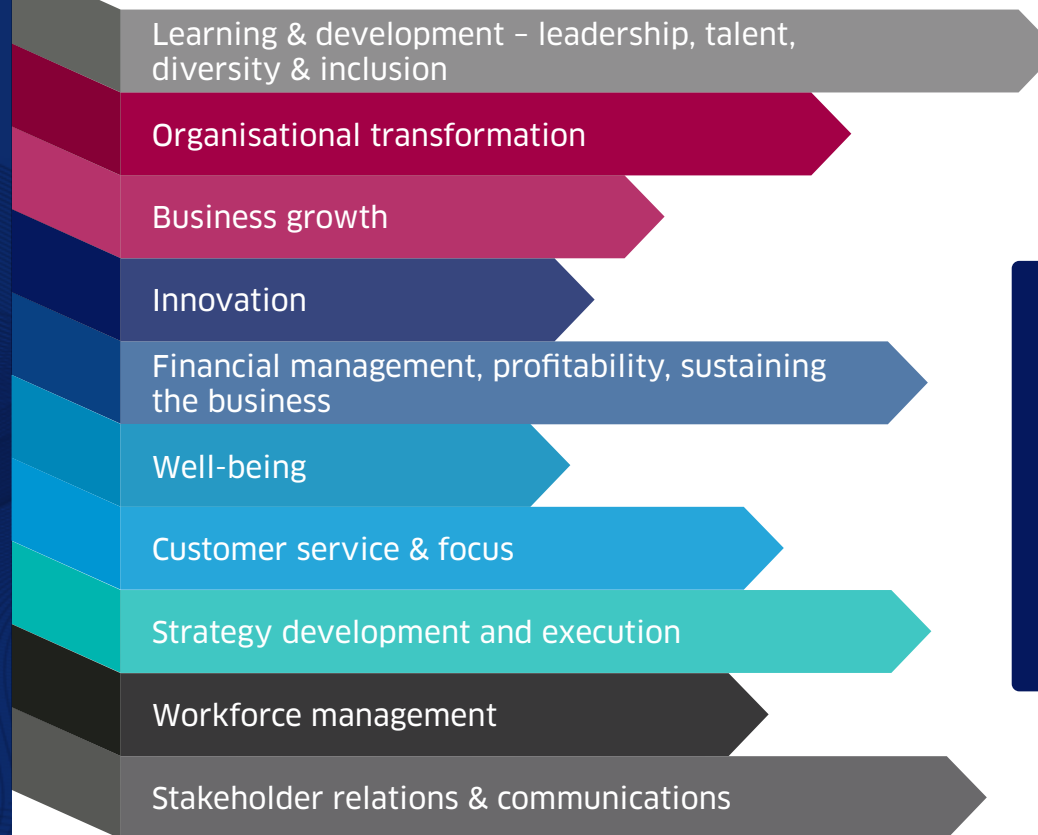 Learning & development – leadership, talent,
diversity & inclusion
Organisational transformation
Business growth
Innovation
Financial management, profitability, sustaining
the business
Well-being
Customer service & focus
Strategy development and execution
Workforce management
Stakeholder relations & communications